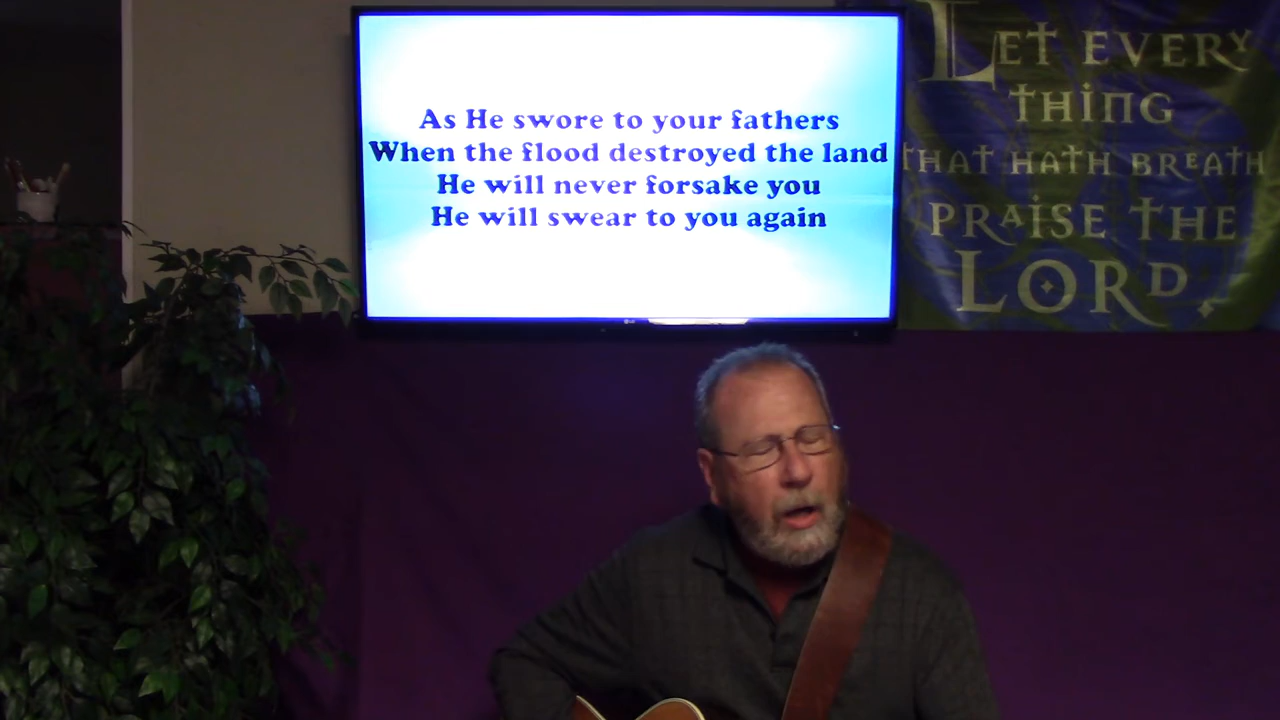 As He swore to your fathers
When the flood destroyed the land
He will never forsake you
He will swear to you again
LET EVERY
THING
THAT HATH BREATH
PRAISE THE
LORD.